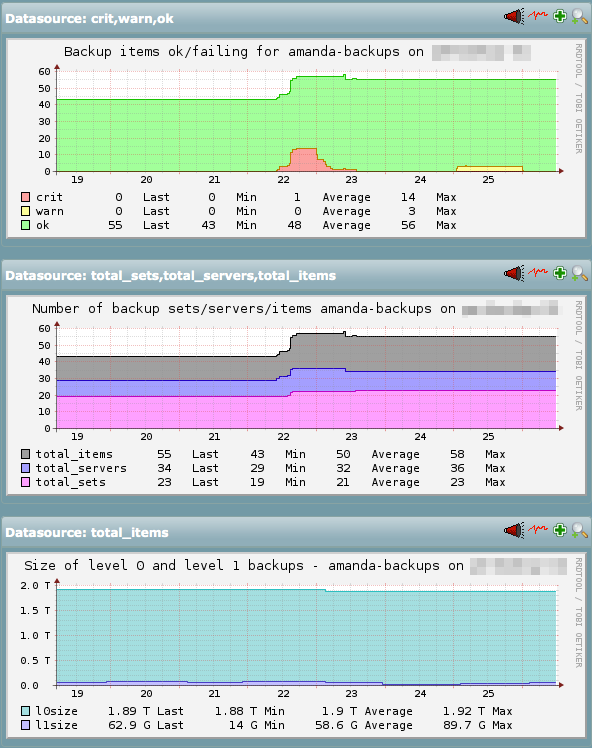 Datasource: crit,warn,ok
Backup items ok/failing for amanda-backups on
RRDTOOL / TOBI OETIKER
60
50
40
30
20
10
0
19 20 21 22 23 24 25
crit 0 Last 0 Min 1 Average 14 Max
warn 0 Last 0 Min 0 Average 3 Max
ok 55 Last 43 Min 48 Average 56 Max
Datasource: total_sets,total_servers,total_items
Number of backup sets/servers/items amanda-backups on
RRDTOOL / TOBI OETIKER
60
50
40
30
20
10
0
19 20 21 22 23 24 25
total_items 55 Last 43 Min 50 Average 58 Max
total_servers 34 Last 29 Min 32 Average 36 Max
total_sets 23 Last 19 Min 21 Average 23 Max
Datasource: total_items
Size of level 0 and level 1 backups - amanda-backups on
RRDTOOL / TOBI OETIKER
2.0 T
1.5 T
1.0 T
0.5 T
0.0
19 20 21 22 23 24 25
l0size 1.89 T Last 1.88 T Min 1.9 T Average 1.92 T Max
l1size 62.9 G Last 14 G Min 58.6 G Average 89.7 G Max